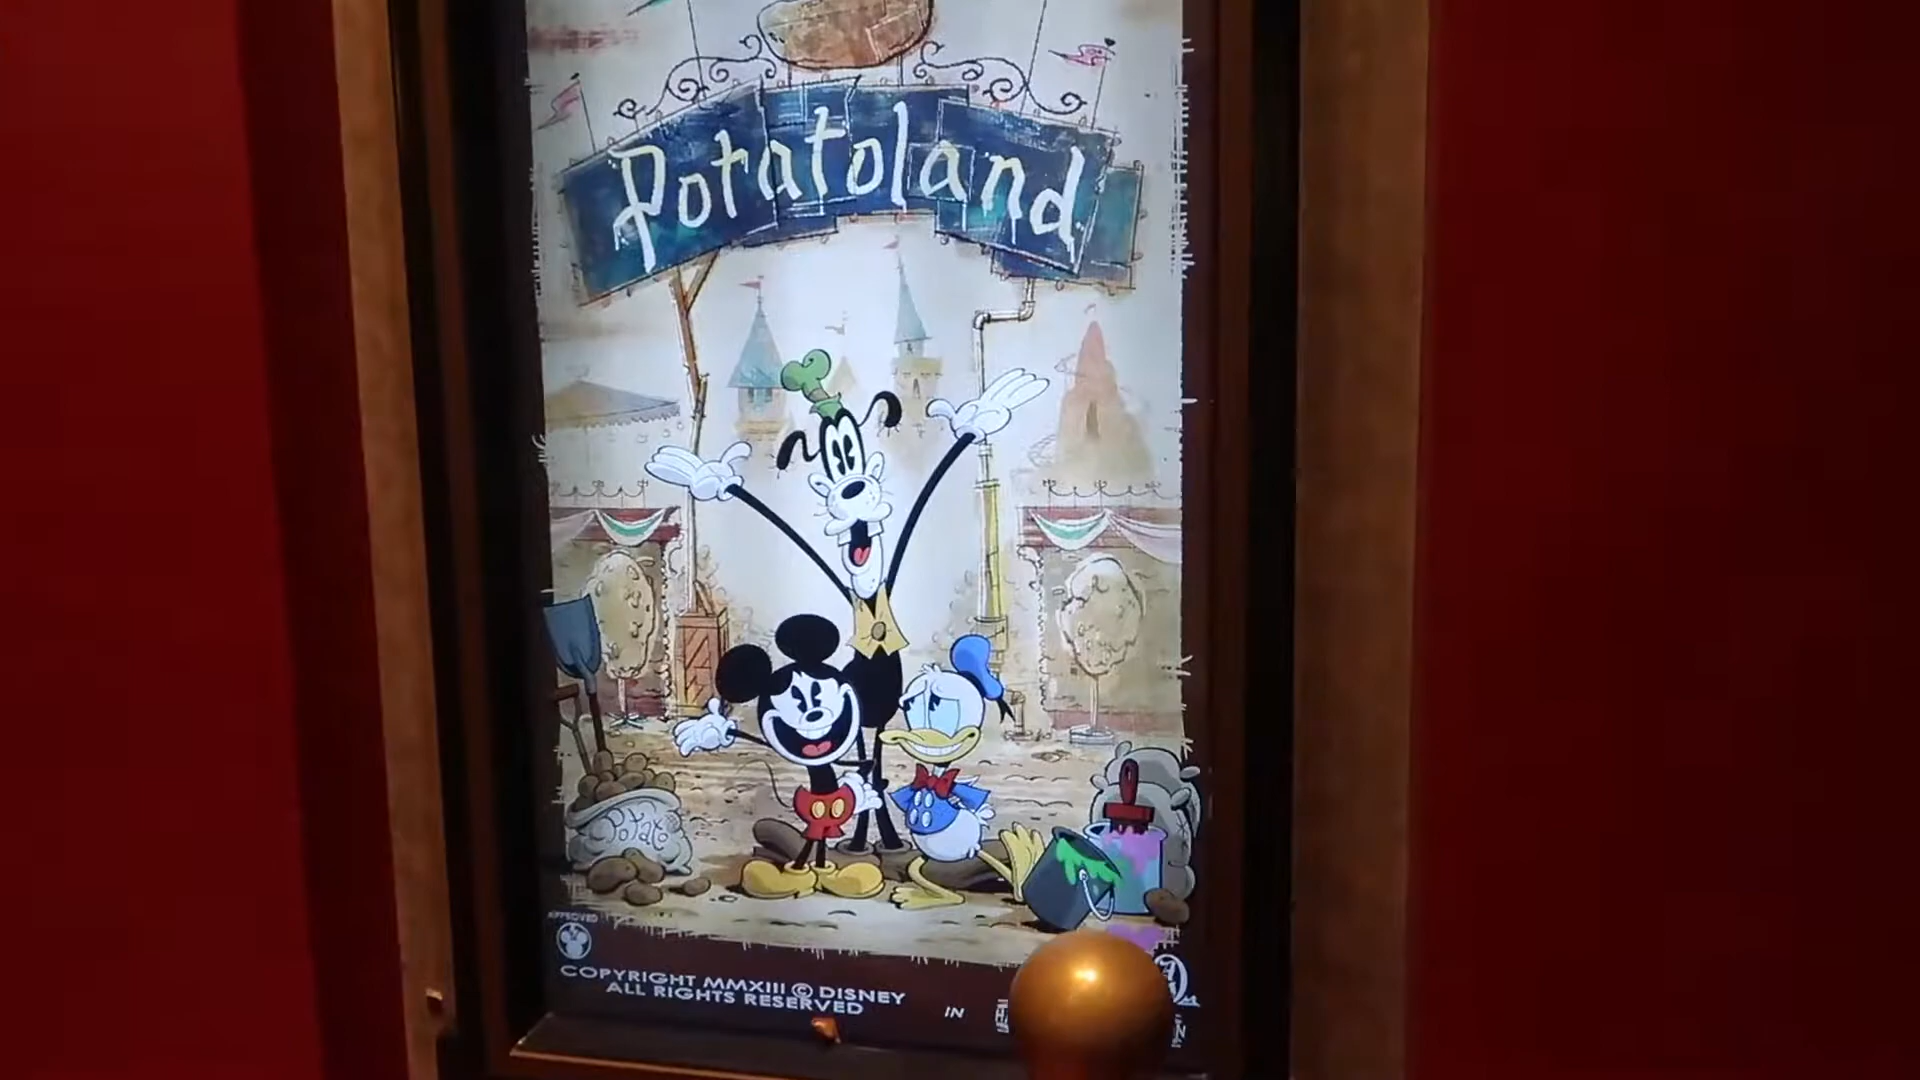 Potatoland
Potato
APPROVED
COPYRIGHT MMXIII © DISNEY
ALL RIGHTS RESERVED
IN